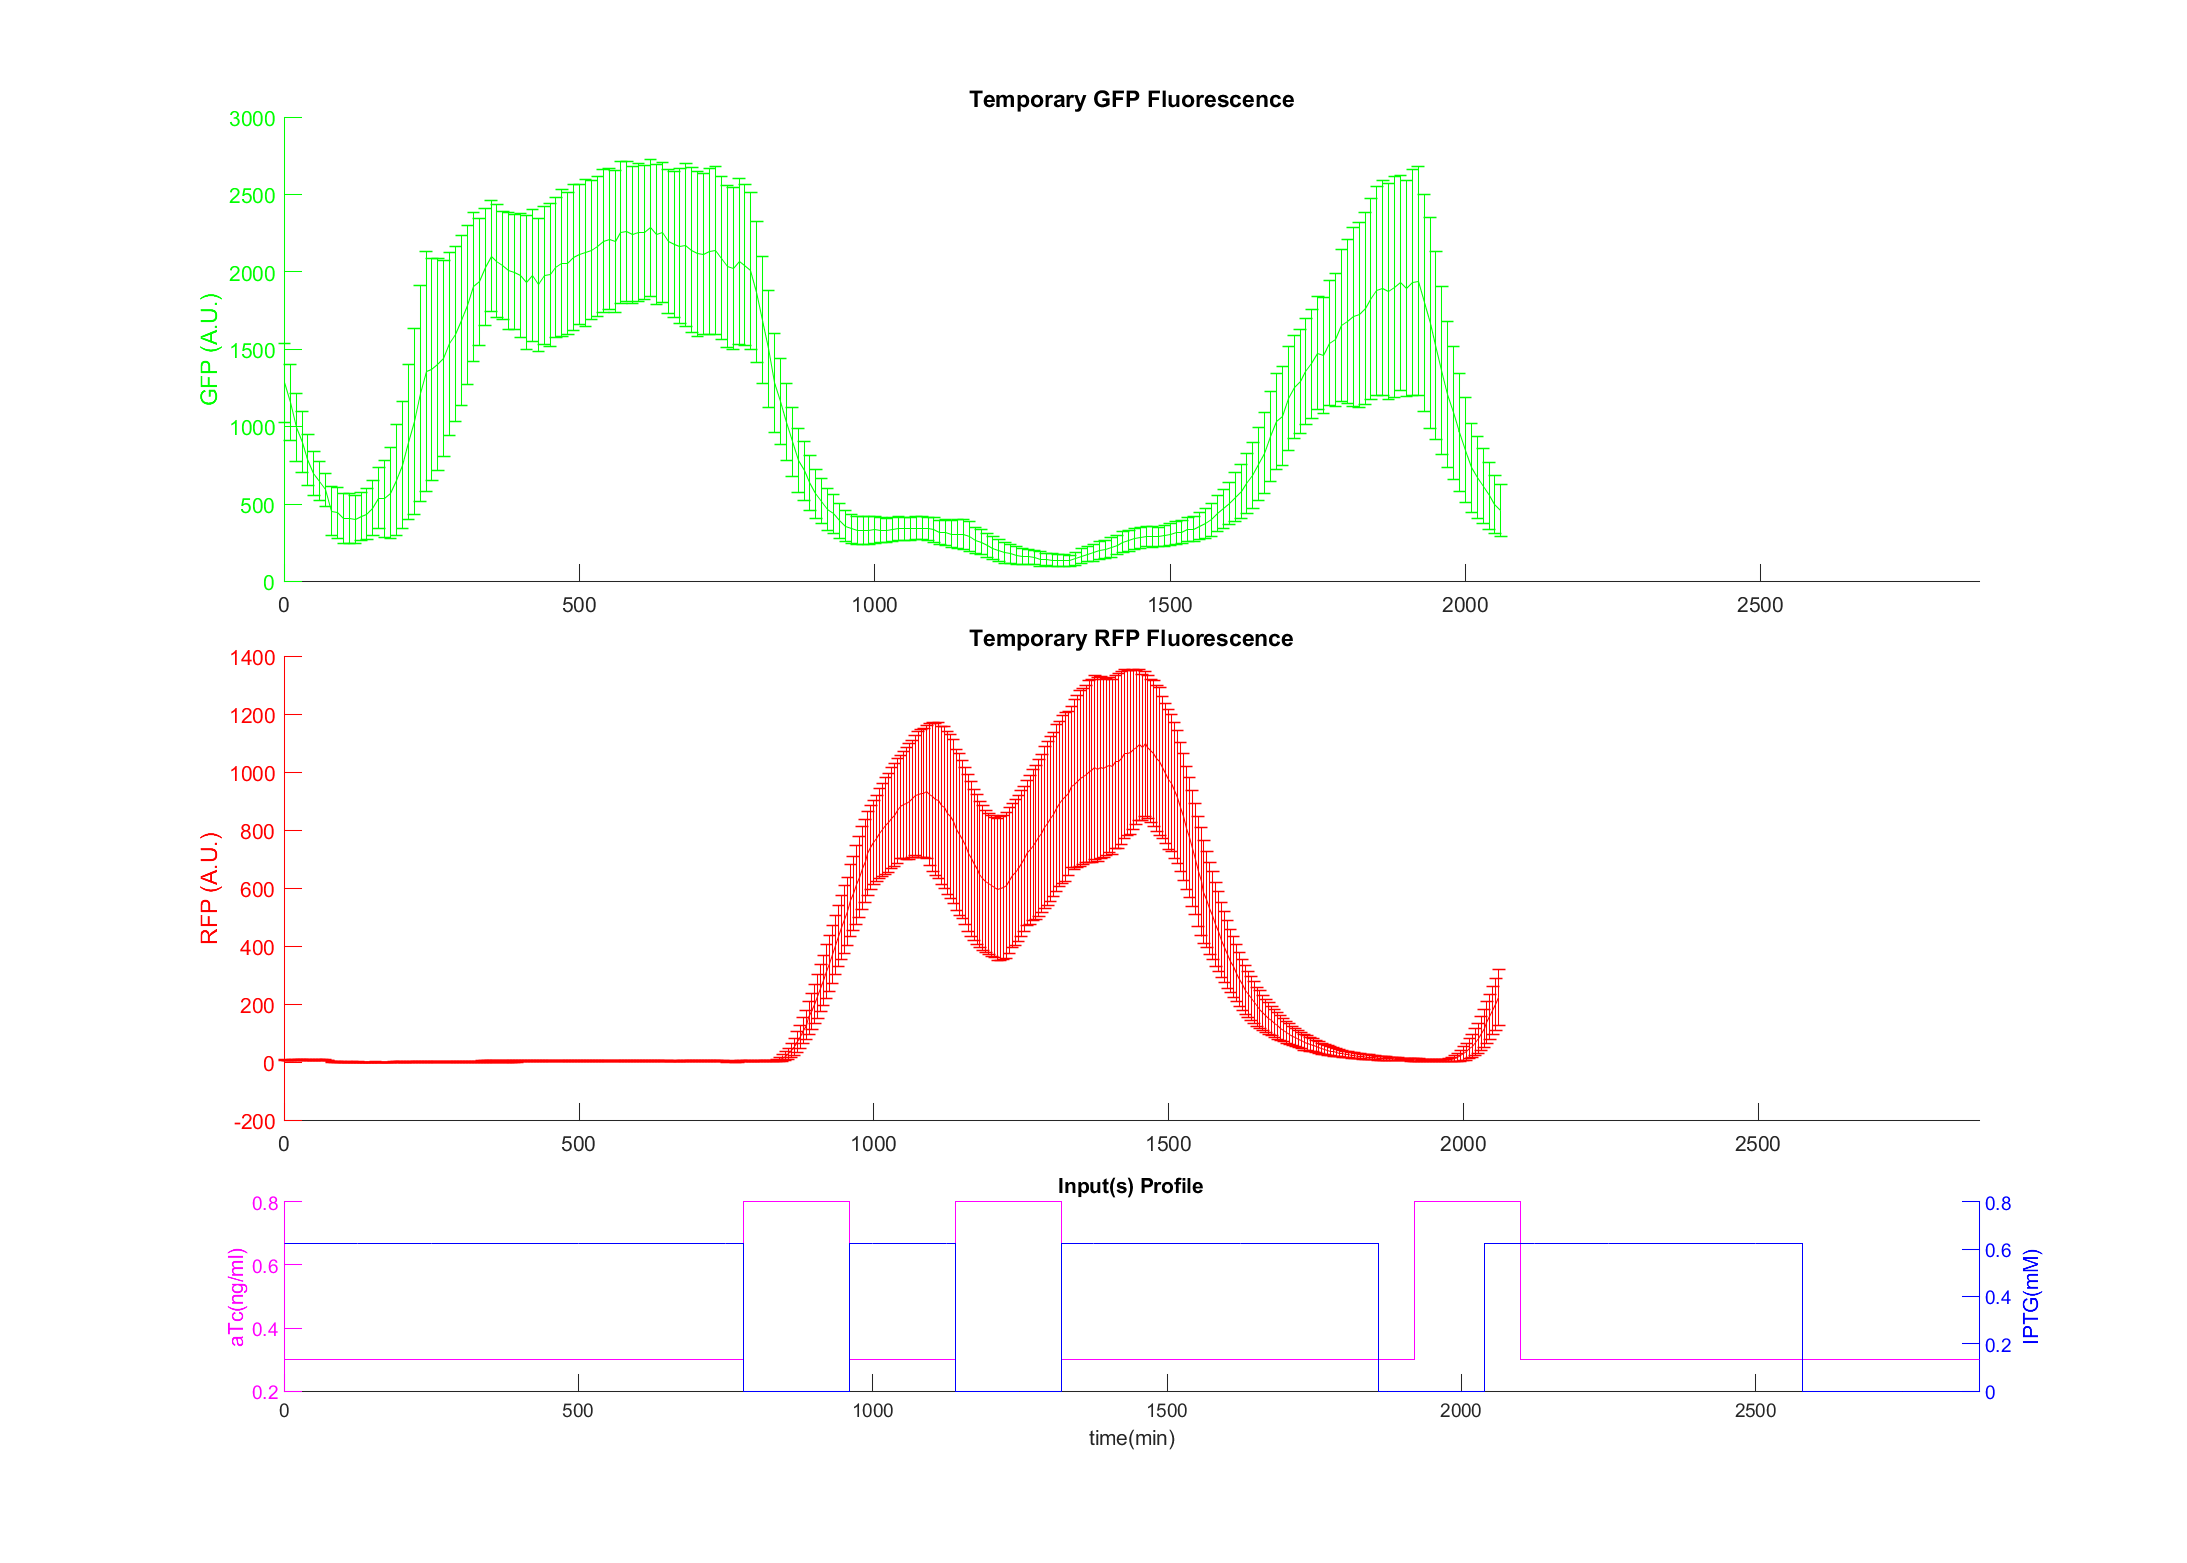 Temporary GFP Fluorescence
3000
2500
2000
1500
1000
500
0
GFP (A.U.)
0 500 1000 1500 2000 2500
Temporary RFP Fluorescence
1400
1200
1000
800
600
400
200
0
-200
RFP (A.U.)
0 500 1000 1500 2000 2500
Input(s) Profile
0.8
0.6
0.4
0.2
aTc(ng/ml)
0.8
0.6
0.4
0.2
0
IPTG(mM)
0 500 1000 1500 2000 2500
time(min)